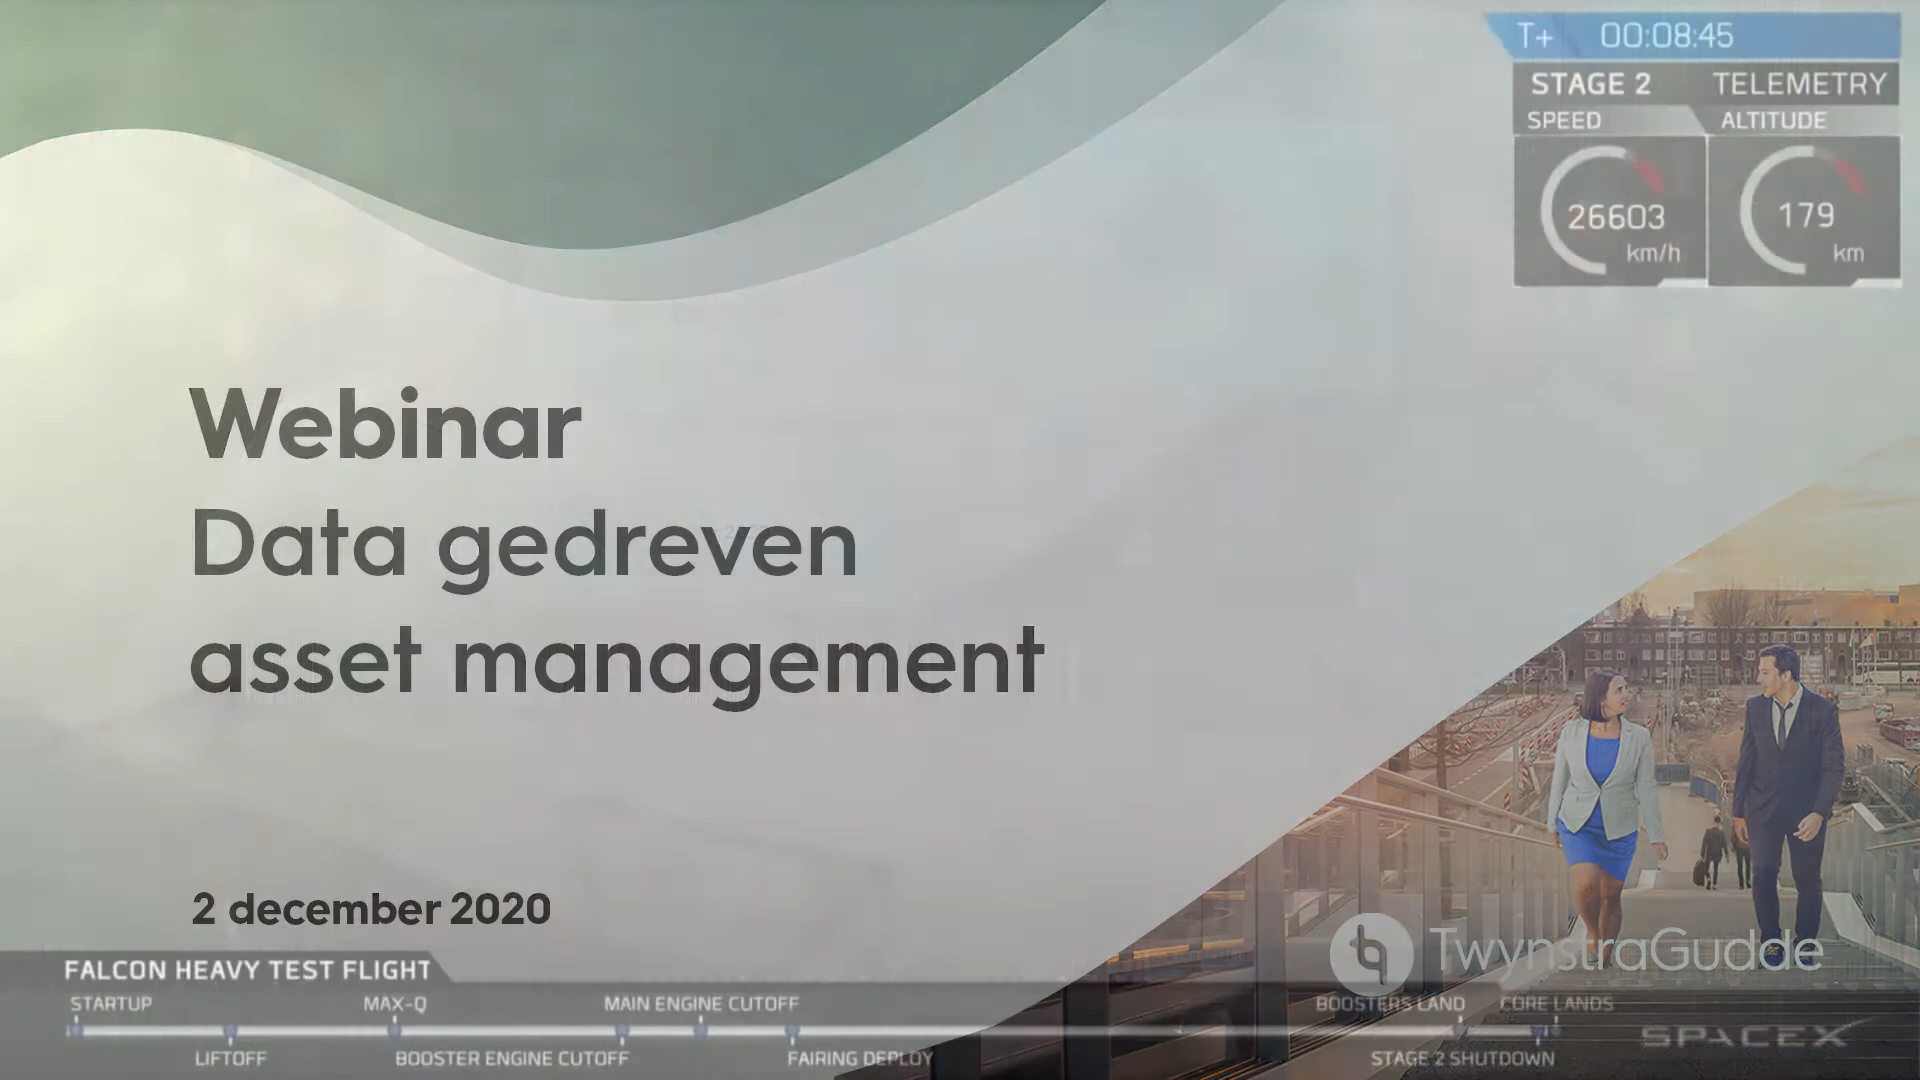 T+ 00:08:45
STAGE 2 TELEMETRY
SPEED ALTITUDE
26603 179
km/h km
Webinar
Data gedreven
asset management
2 december 2020
TwynstraGudde
FALCON HEAVY TEST FLIGHT
STARTUP MAX-Q MAIN ENGINE CUTOFF BOOSTERS LAND CORE LANDS
SPACEX
LIFTOFF BOOSTER ENGINE CUTOFF FAIRING DEPLOY STAGE 2 SHUTDOWN